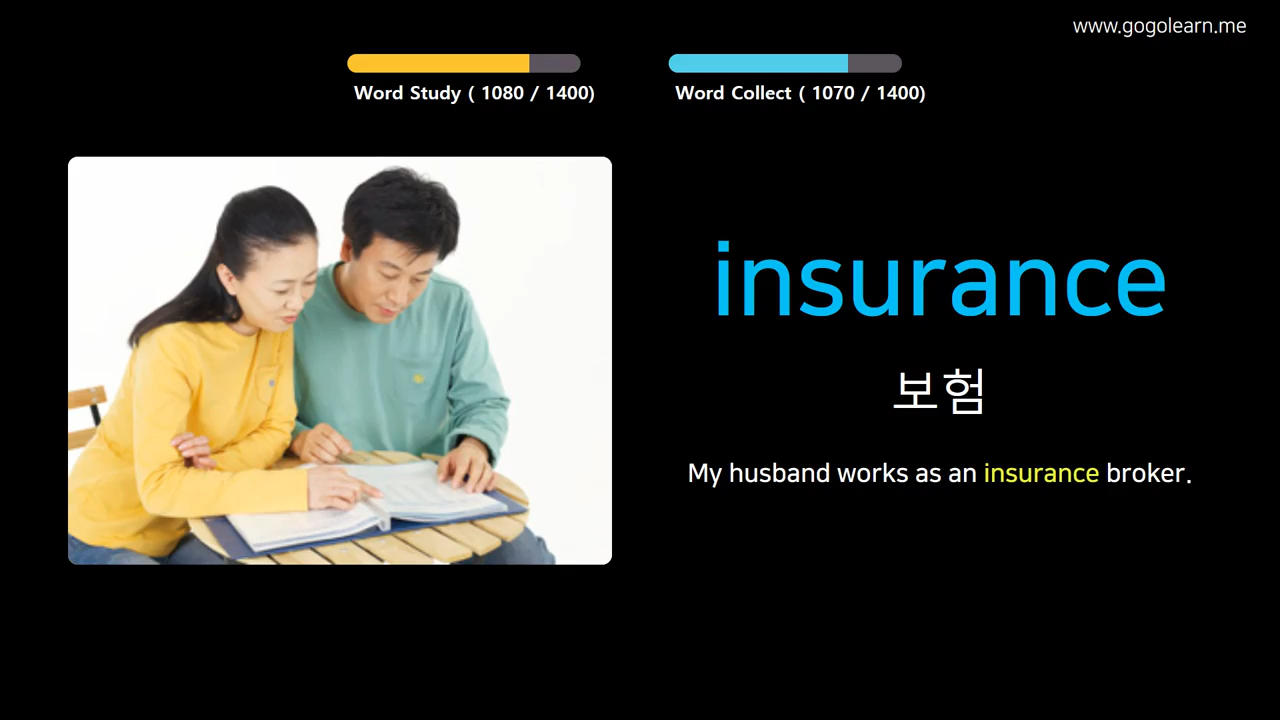 www.gogolearn.me
Word Study ( 1080 / 1400)
Word Collect ( 1070 / 1400)
insurance
보험
My husband works as an insurance broker.